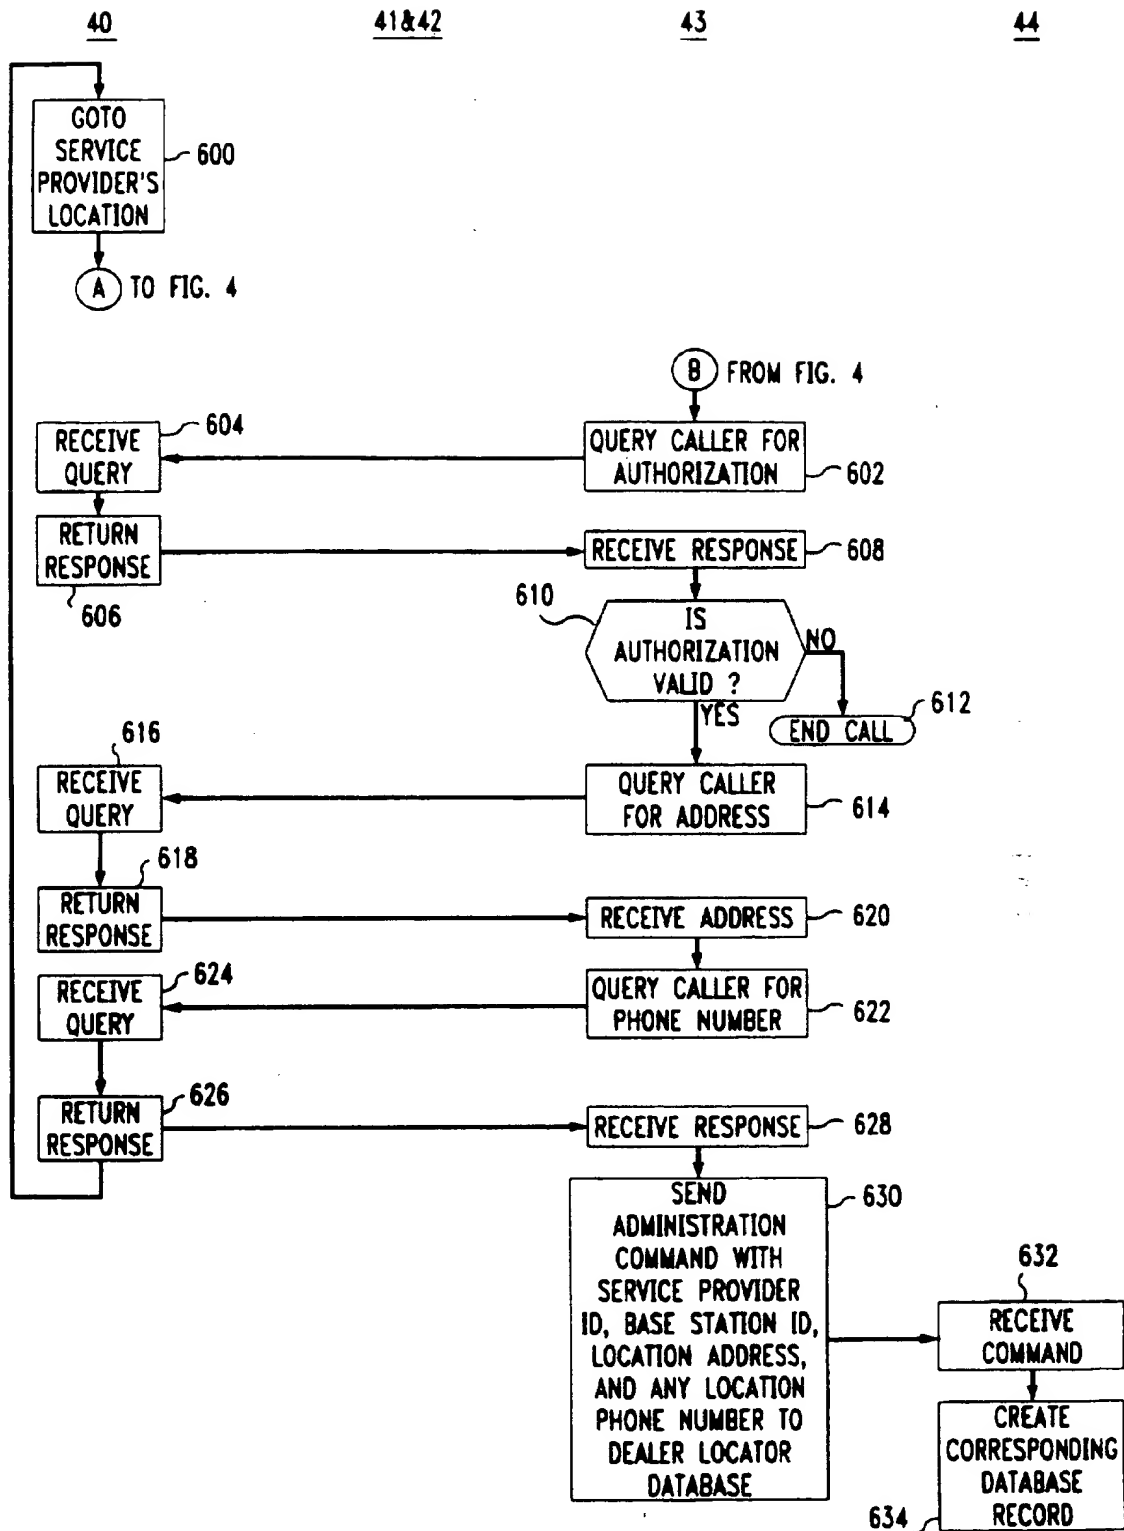 40
41&42
43
44
GOTO
SERVICE
PROVIDER'S
LOCATION
600
A TO FIG. 4
B FROM FIG. 4
RECEIVE
QUERY
604
QUERY CALLER FOR
AUTHORIZATION
602
RETURN
RESPONSE
606
RECEIVE RESPONSE
608
610
IS
AUTHORIZATION
VALID ?
NO
YES
612
END CALL
616
RECEIVE
QUERY
QUERY CALLER
FOR ADDRESS
614
618
RETURN
RESPONSE
RECEIVE ADDRESS
620
624
RECEIVE
QUERY
QUERY CALLER FOR
PHONE NUMBER
622
626
RETURN
RESPONSE
RECEIVE RESPONSE
628
SEND
ADMINISTRATION
COMMAND WITH
SERVICE PROVIDER
ID, BASE STATION ID,
LOCATION ADDRESS,
AND ANY LOCATION
PHONE NUMBER TO
DEALER LOCATOR
DATABASE
630
632
RECEIVE
COMMAND
CREATE
CORRESPONDING
DATABASE
RECORD
634